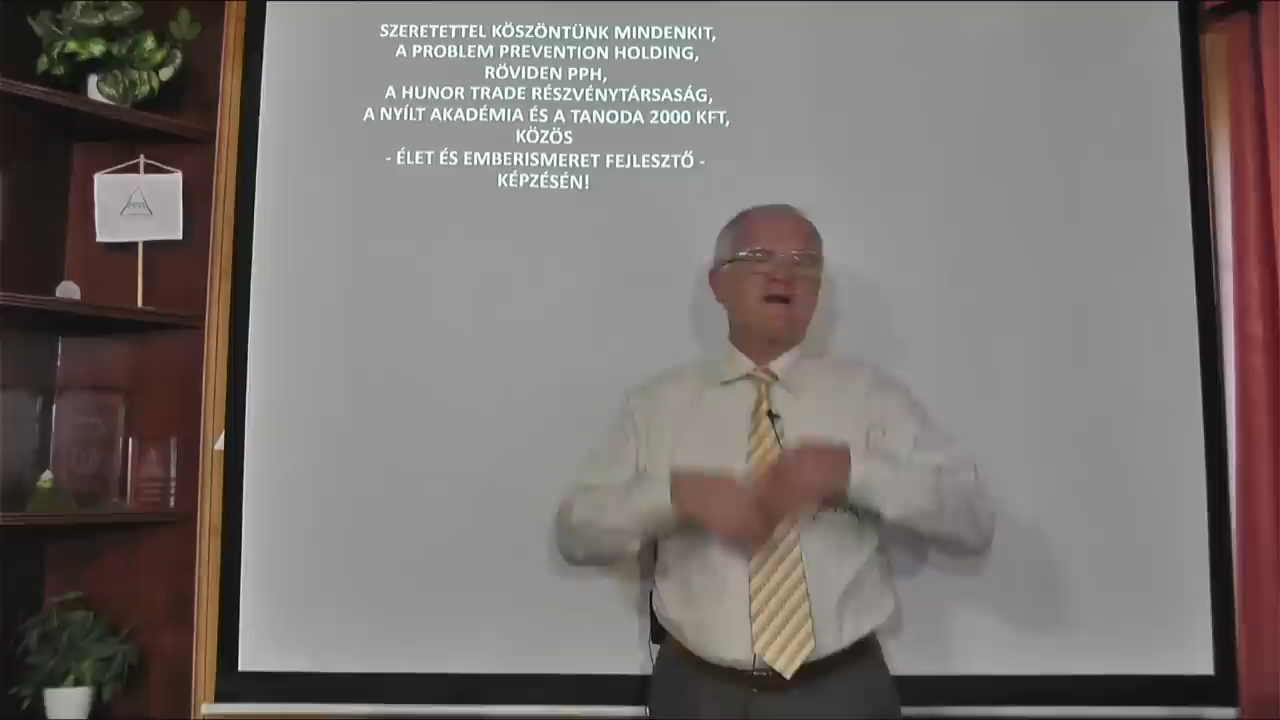 SZERETETTEL KÖSZÖNTÜNK MINDENKIT,
A PROBLEM PREVENTION HOLDING,
RÖVIDEN PPH,
A HUNOR TRADE RÉSZVÉNYTÁRSASÁG,
A NYÍLT AKADÉMIA ÉS A TANODA 2000 KFT,
KÖZÖS
- ÉLET ÉS EMBERISMERET FEJLESZTŐ -
KÉPZÉSÉN!